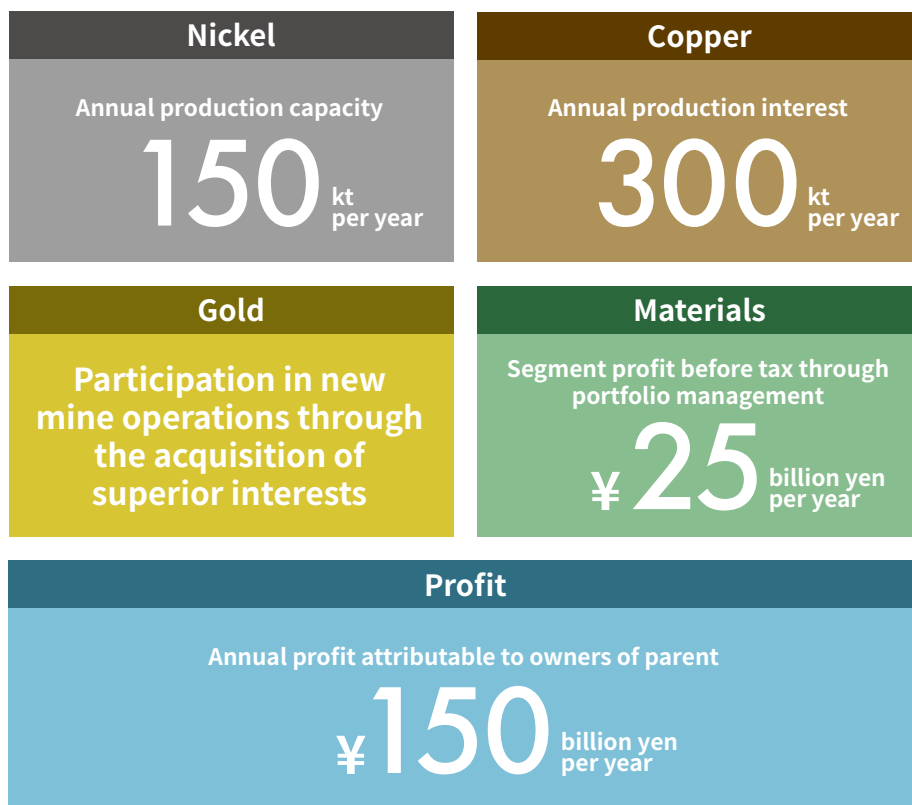 Nickel
Annual production capacity
150 kt
per year
Copper
Annual production interest
300 kt
per year
Gold
Participation in new
mine operations through
the acquisition of
superior interests
Materials
Segment profit before tax through
portfolio management
¥ 25 billion yen
per year
Profit
Annual profit attributable to owners of parent
¥150 billion yen
per year